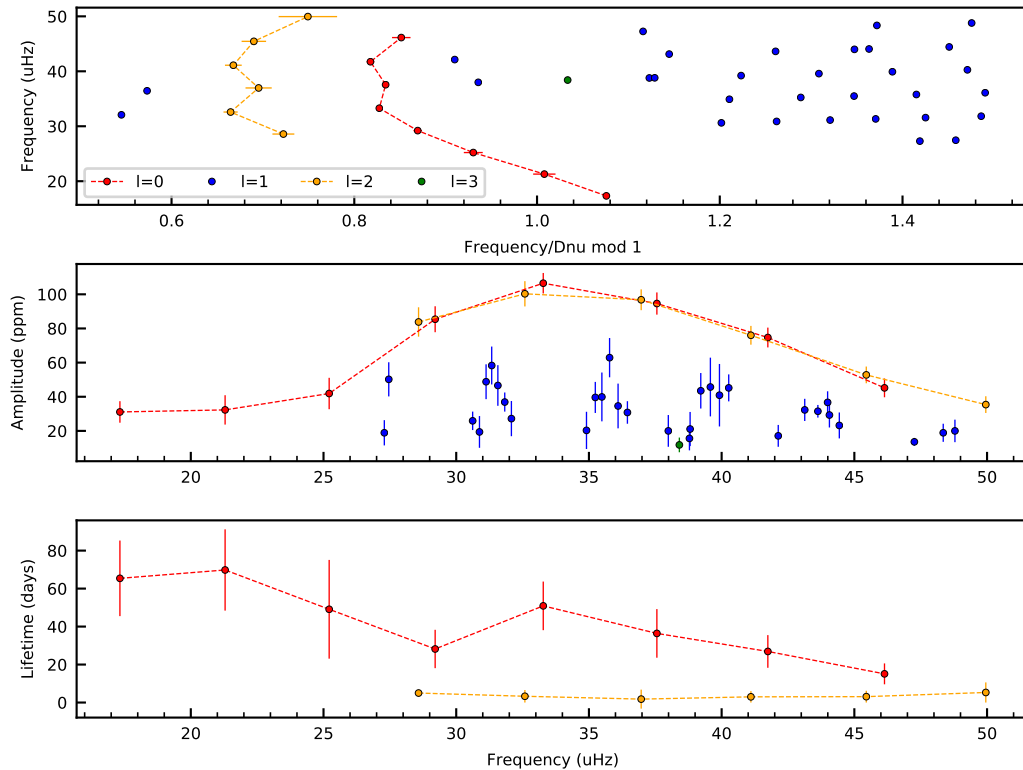 50
40
30
20
Frequency (uHz)
l=0 l=1 l=2 l=3
0.6 0.8 1.0 1.2 1.4
Frequency/Dnu mod 1
100
80
60
40
20
Amplitude (ppm)
20 25 30 35 40 45 50
80
60
40
20
0
Lifetime (days)
20 25 30 35 40 45 50
Frequency (uHz)